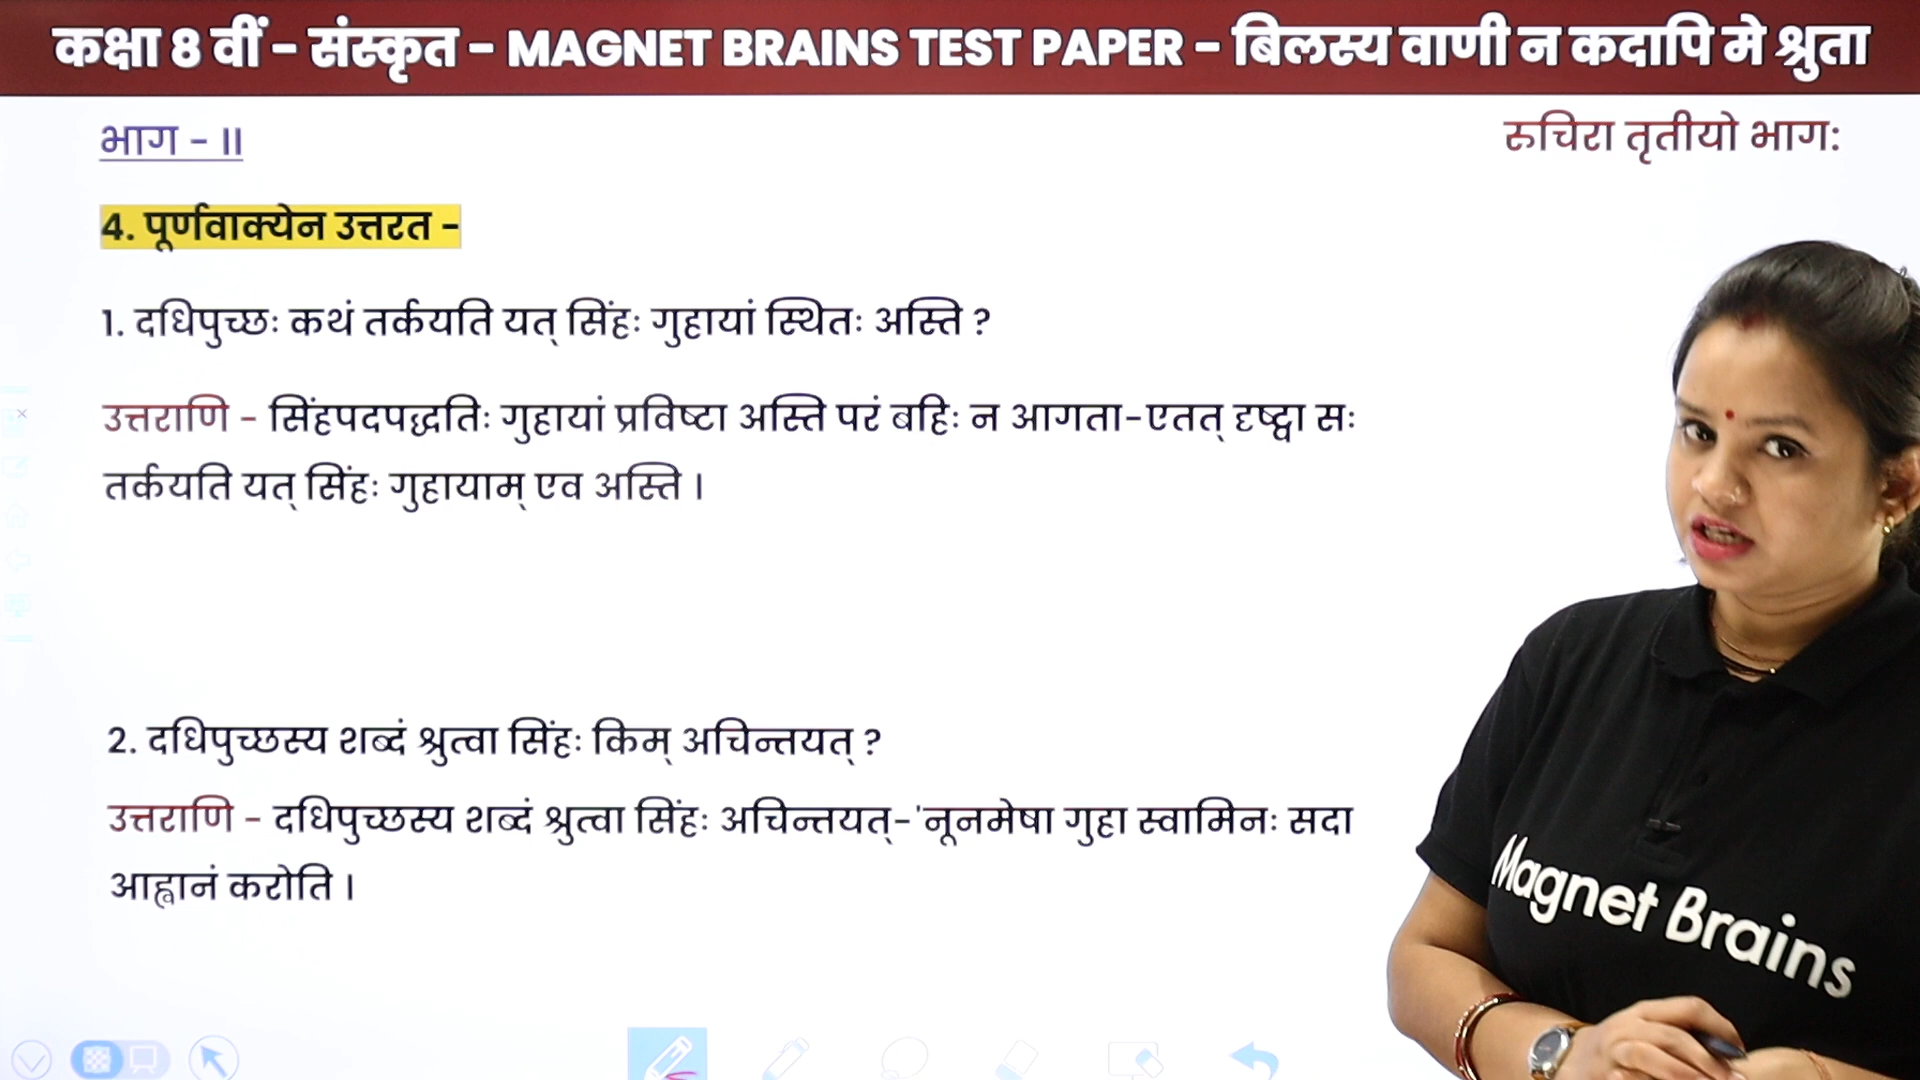 कक्षा 8 वीं – संस्कृत – MAGNET BRAINS TEST PAPER – बिलस्य वाणी न कदापि मे श्रुता
भाग - II
रुचिरा तृतीयो भाग:
4. पूर्णवाक्येन उत्तरत -
1. दधिपुच्छः कथं तर्कयति यत् सिंहः गुहायां स्थितः अस्ति ?
उत्तराणि - सिंहपदपद्धतिः गुहायां प्रविष्टा अस्ति परं बहिः न आगता-एतत् दृष्ट्वा सः
तर्कयति यत् सिंहः गुहायाम् एव अस्ति ।
2. दधिपुच्छस्य शब्दं श्रुत्वा सिंहः किम् अचिन्तयत् ?
उत्तराणि - दधिपुच्छस्य शब्दं श्रुत्वा सिंहः अचिन्तयत्-'नूनमेषा गुहा स्वामिनः सदा
आह्वानं करोति ।
Magnet Brains